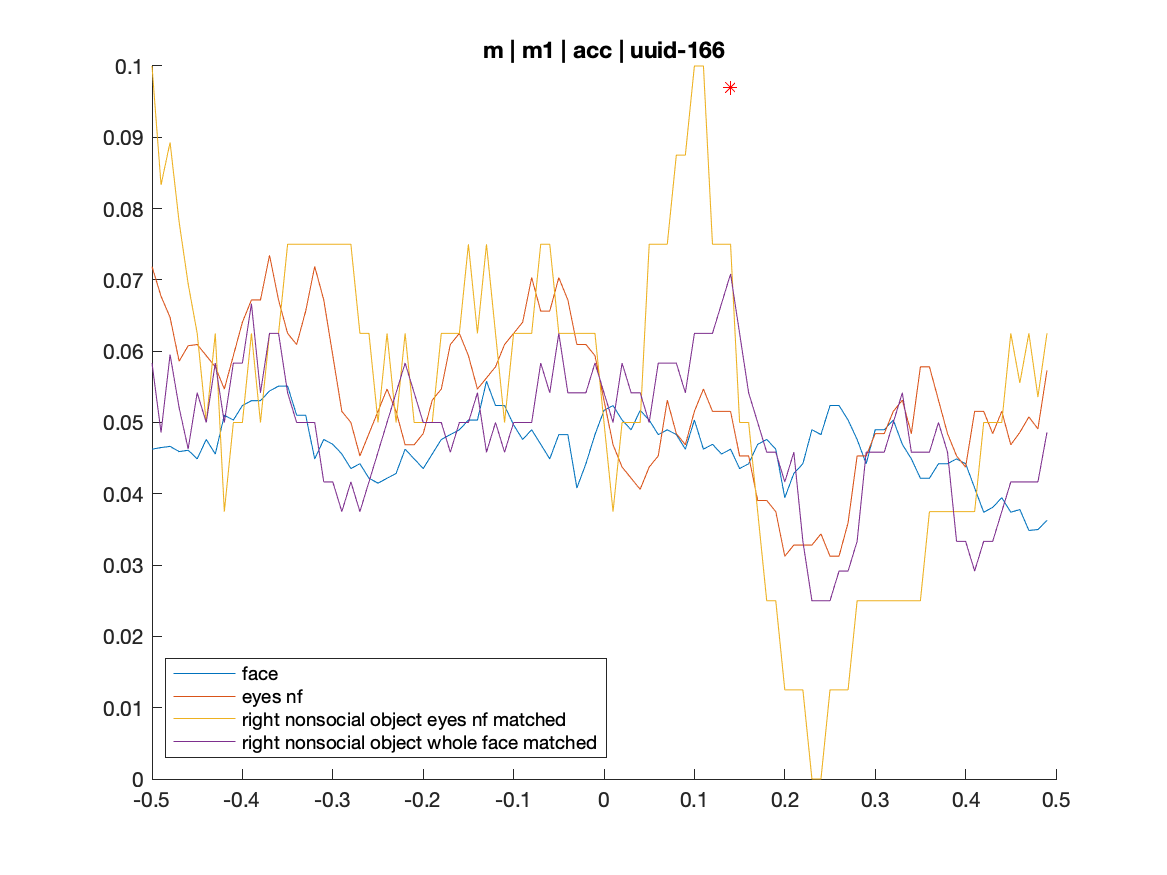 m | m1 | acc | uuid-166
0.1
0.09
0.08
0.07
0.06
0.05
0.04
0.03
0.02
0.01
0
face
eyes nf
right nonsocial object eyes nf matched
right nonsocial object whole face matched
-0.5 -0.4 -0.3 -0.2 -0.1 0 0.1 0.2 0.3 0.4 0.5